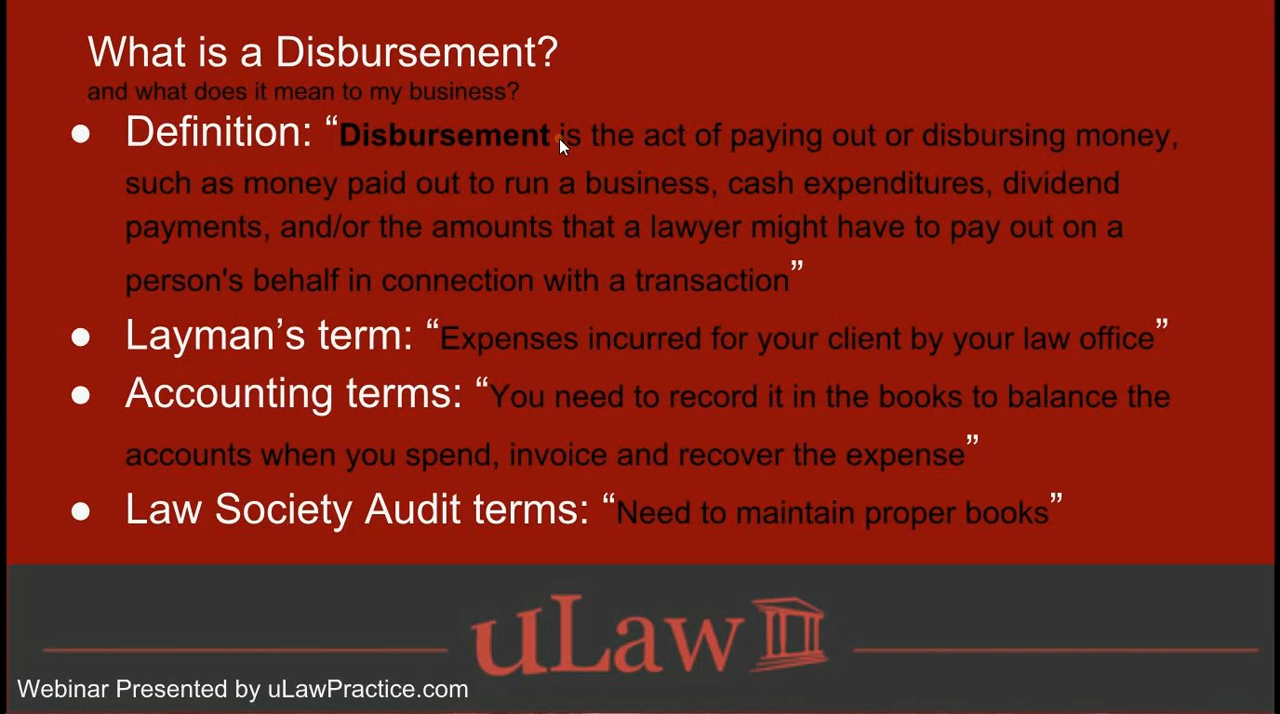 What is a Disbursement?
and what does it mean to my business?
● Definition: “Disbursement is the act of paying out or disbursing money,
such as money paid out to run a business, cash expenditures, dividend
payments, and/or the amounts that a lawyer might have to pay out on a
person's behalf in connection with a transaction”
● Layman’s term: “Expenses incurred for your client by your law office”
● Accounting terms: “You need to record it in the books to balance the
accounts when you spend, invoice and recover the expense”
● Law Society Audit terms: “Need to maintain proper books”
uLaw
Webinar Presented by uLawPractice.com